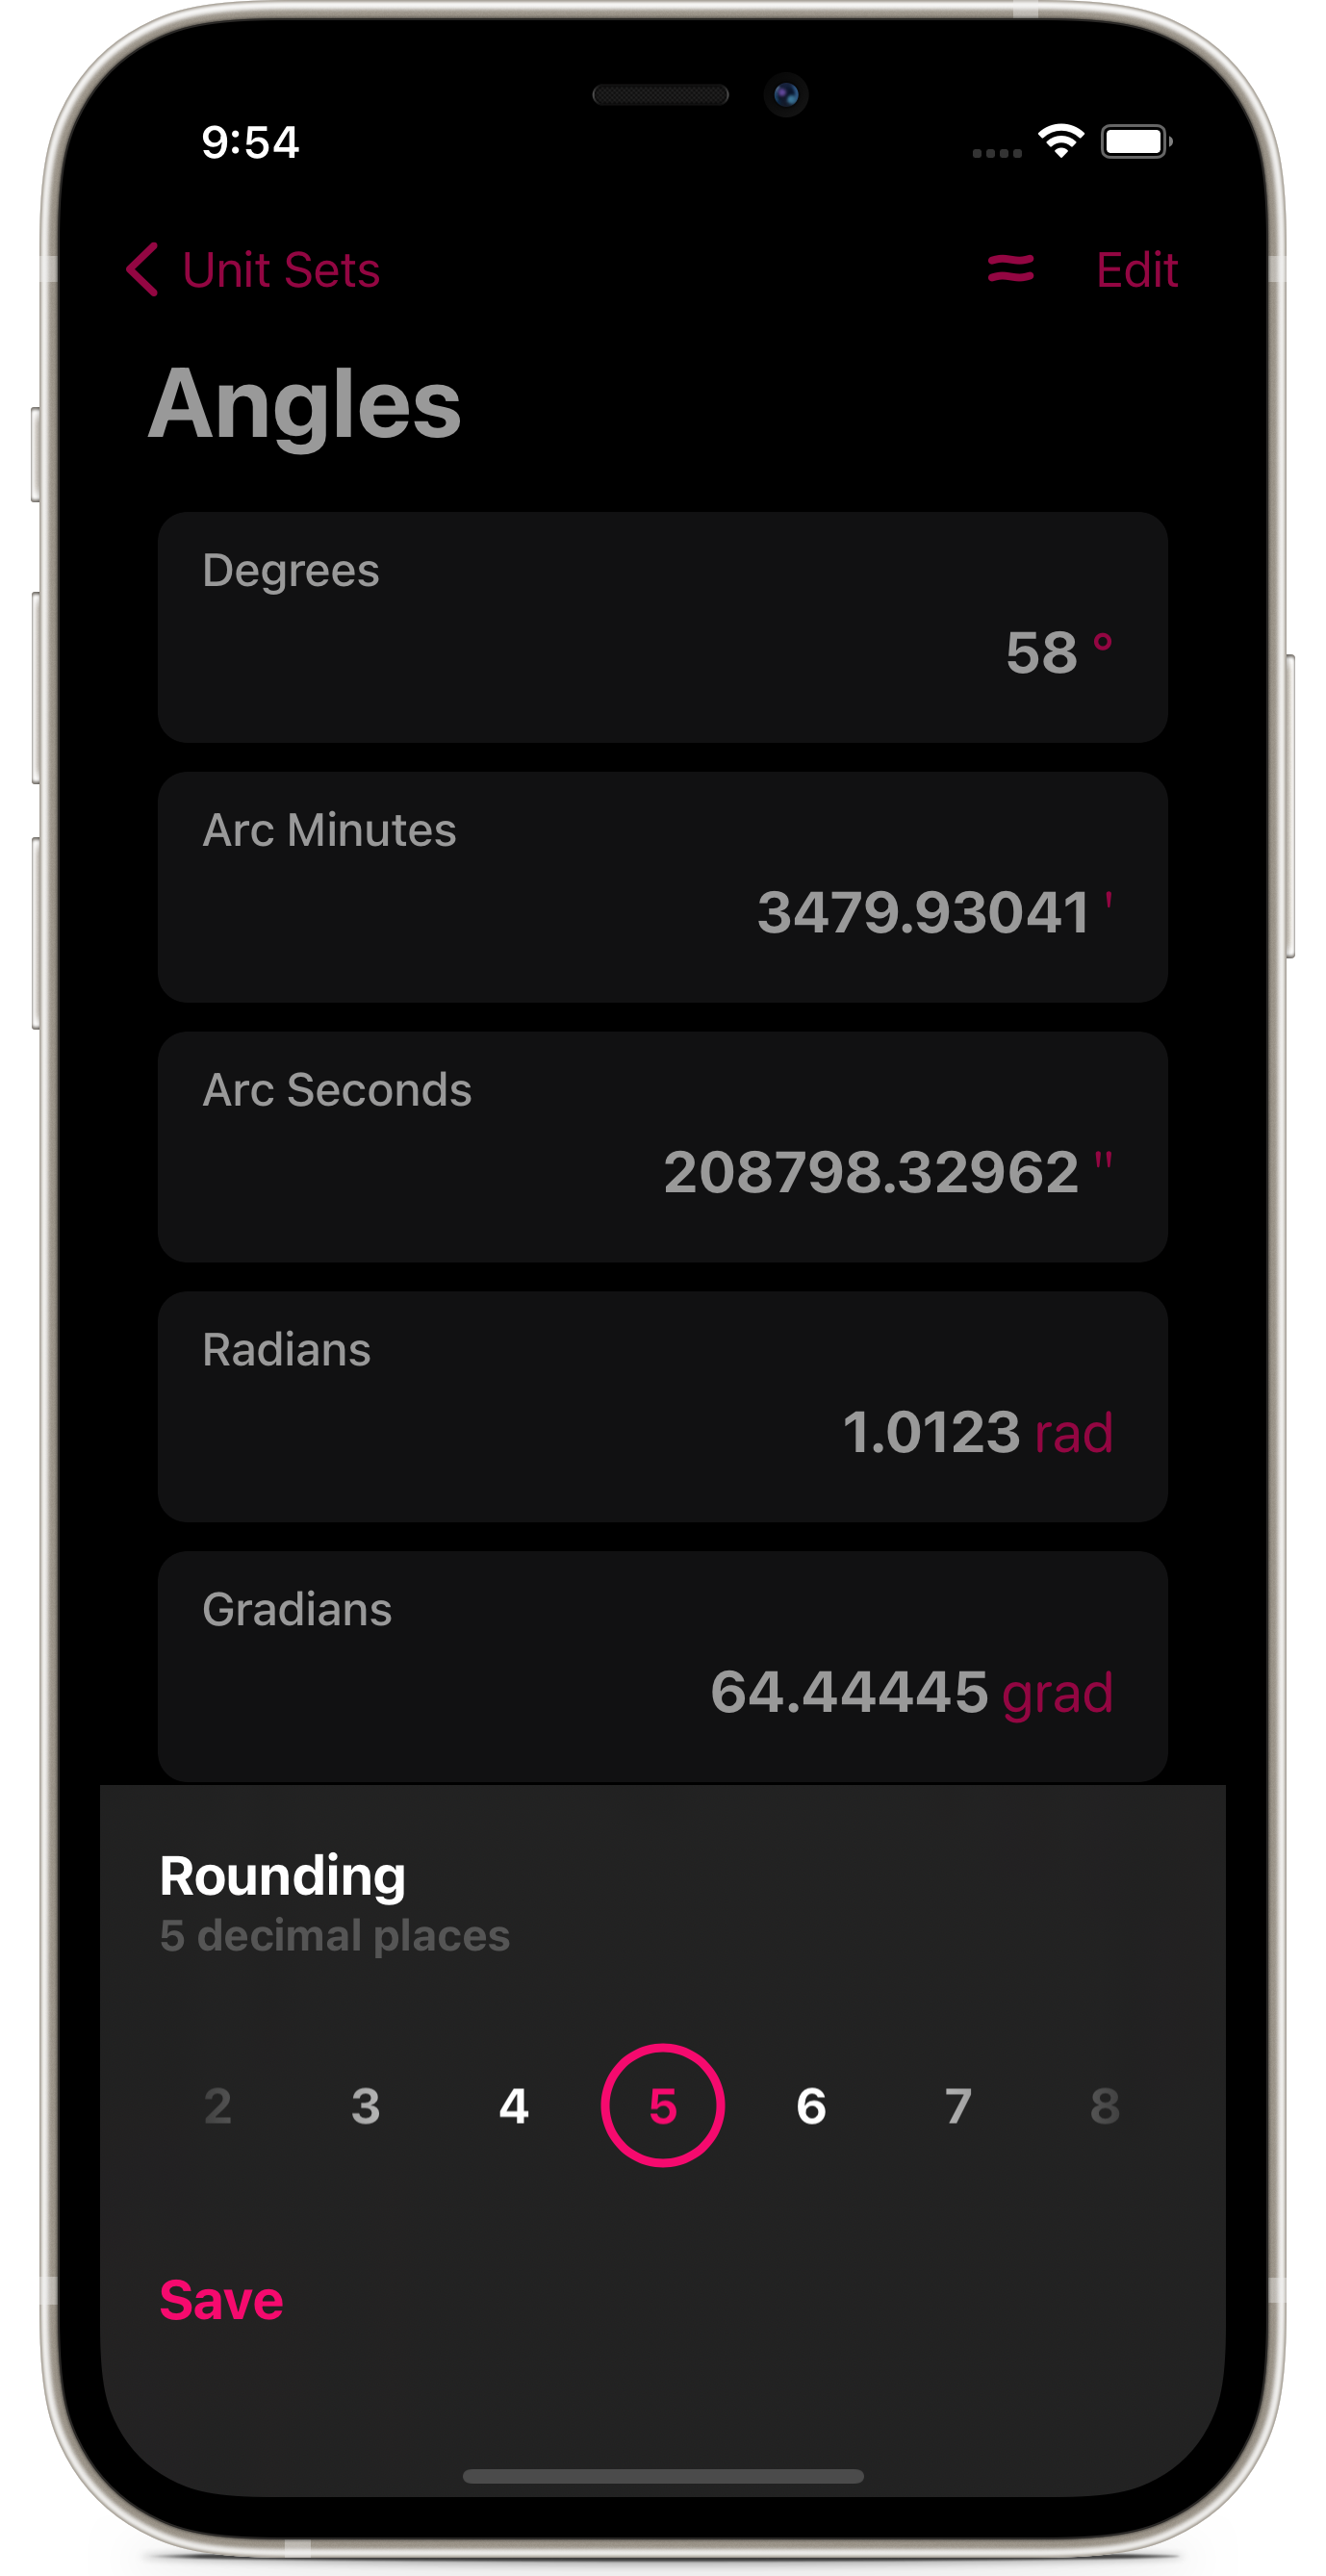 9:54
Unit Sets Edit
Angles
Degrees
58 °
Arc Minutes
3479.93041 '
Arc Seconds
208798.32962 "
Radians
1.0123 rad
Gradians
64.44445 grad
Rounding
5 decimal places
2 3 4 5 6 7 8
Save